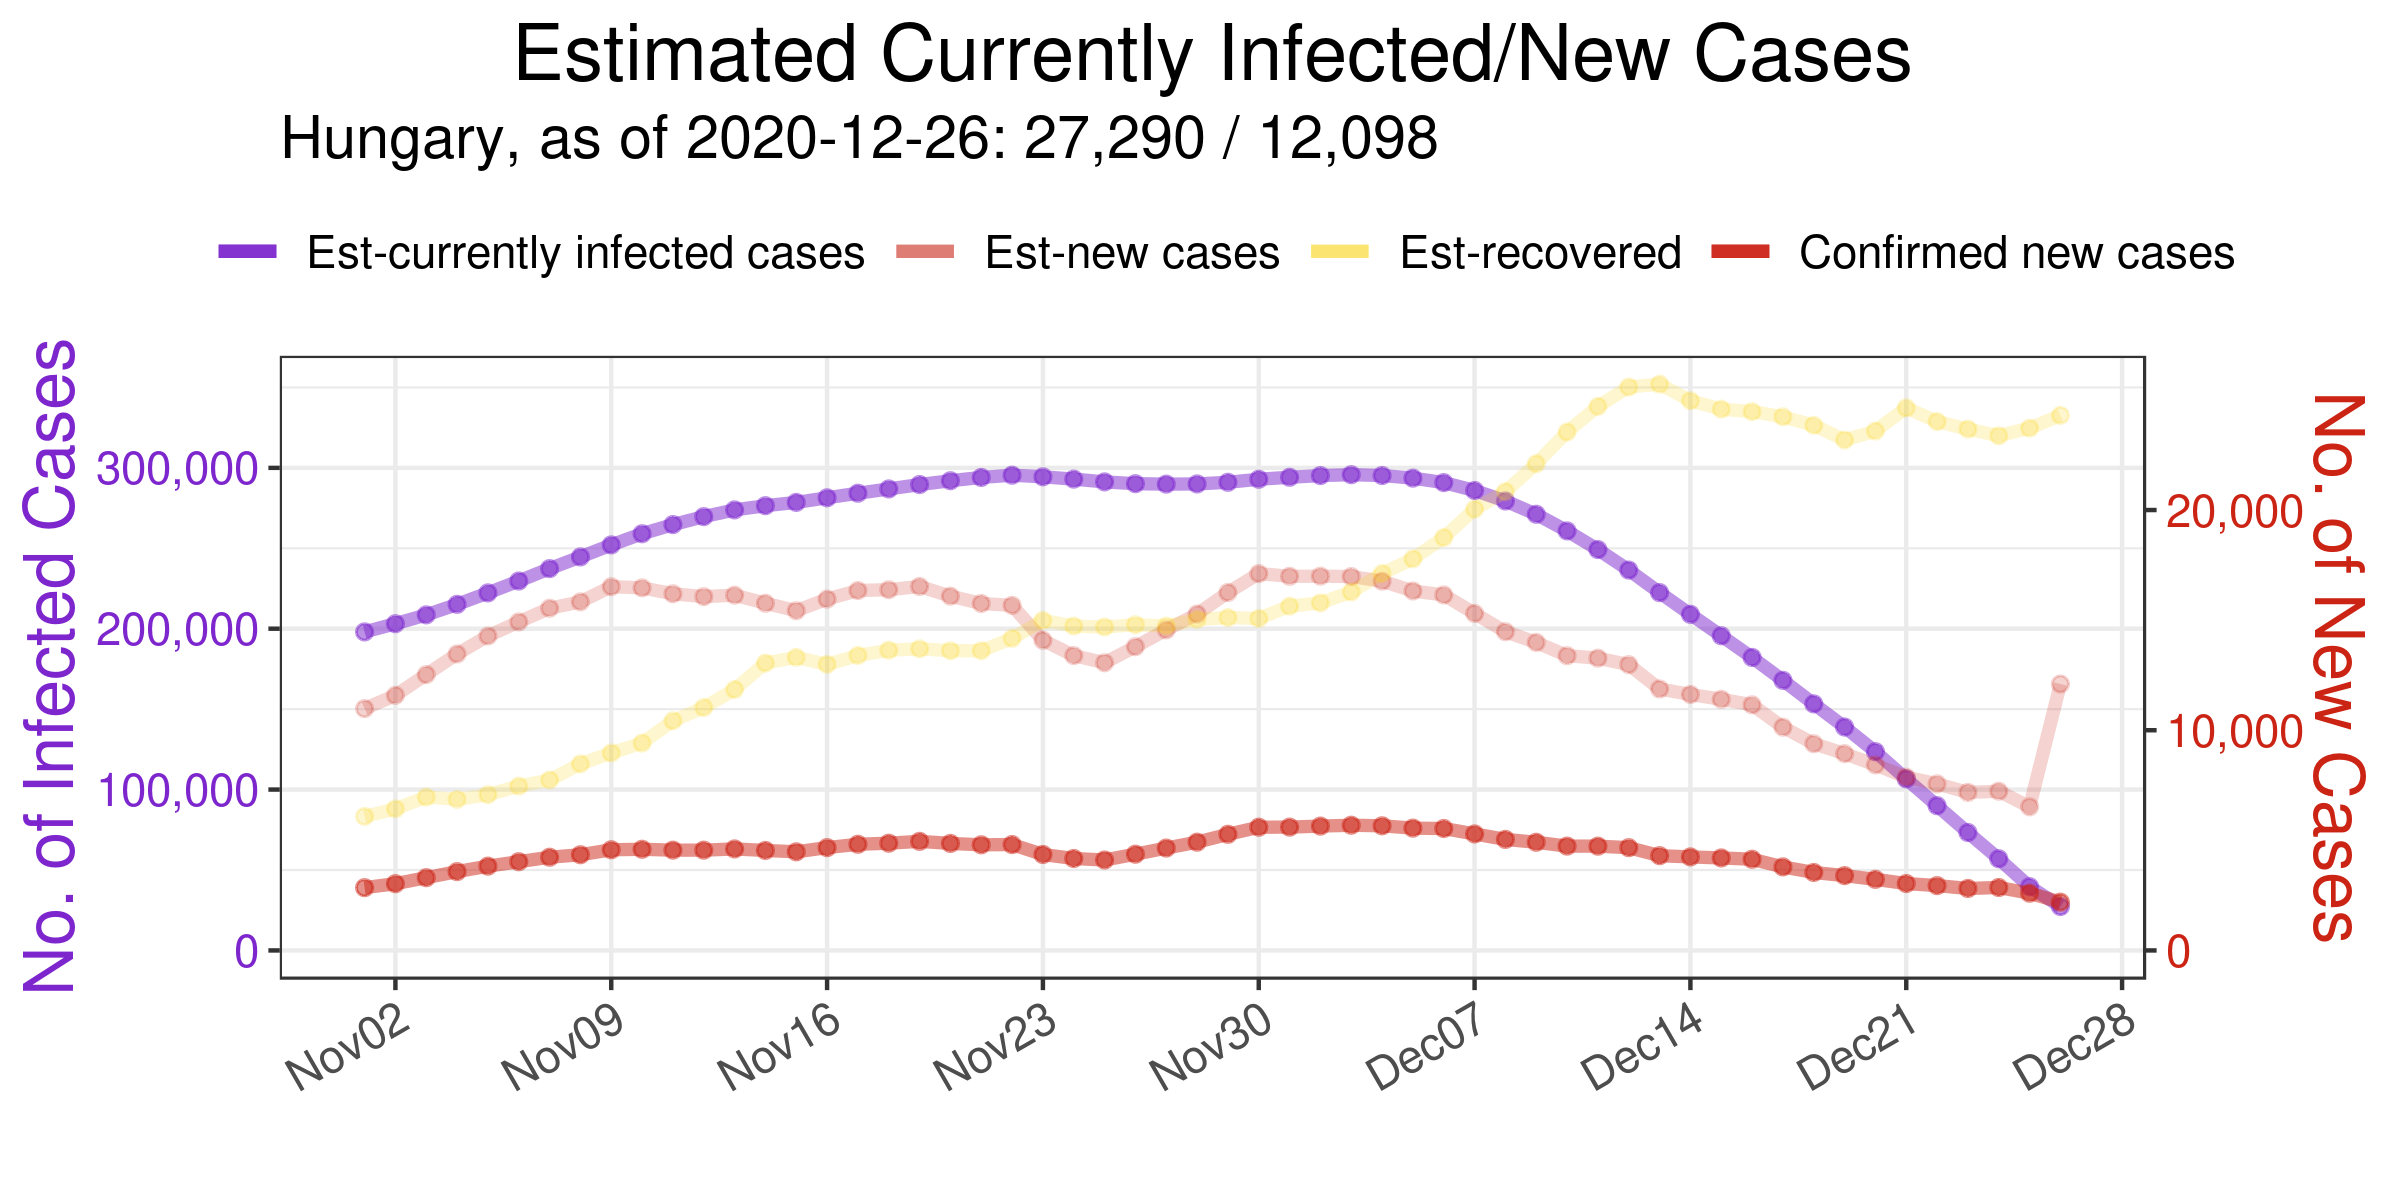 Estimated Currently Infected/New Cases
Hungary, as of 2020-12-26: 27,290 / 12,098
Est-currently infected cases Est-new cases Est-recovered Confirmed new cases
No. of Infected Cases
300,000
200,000
100,000
0
No. of New Cases
20,000
10,000
0
Nov02 Nov09 Nov16 Nov23 Nov30 Dec07 Dec14 Dec21 Dec28